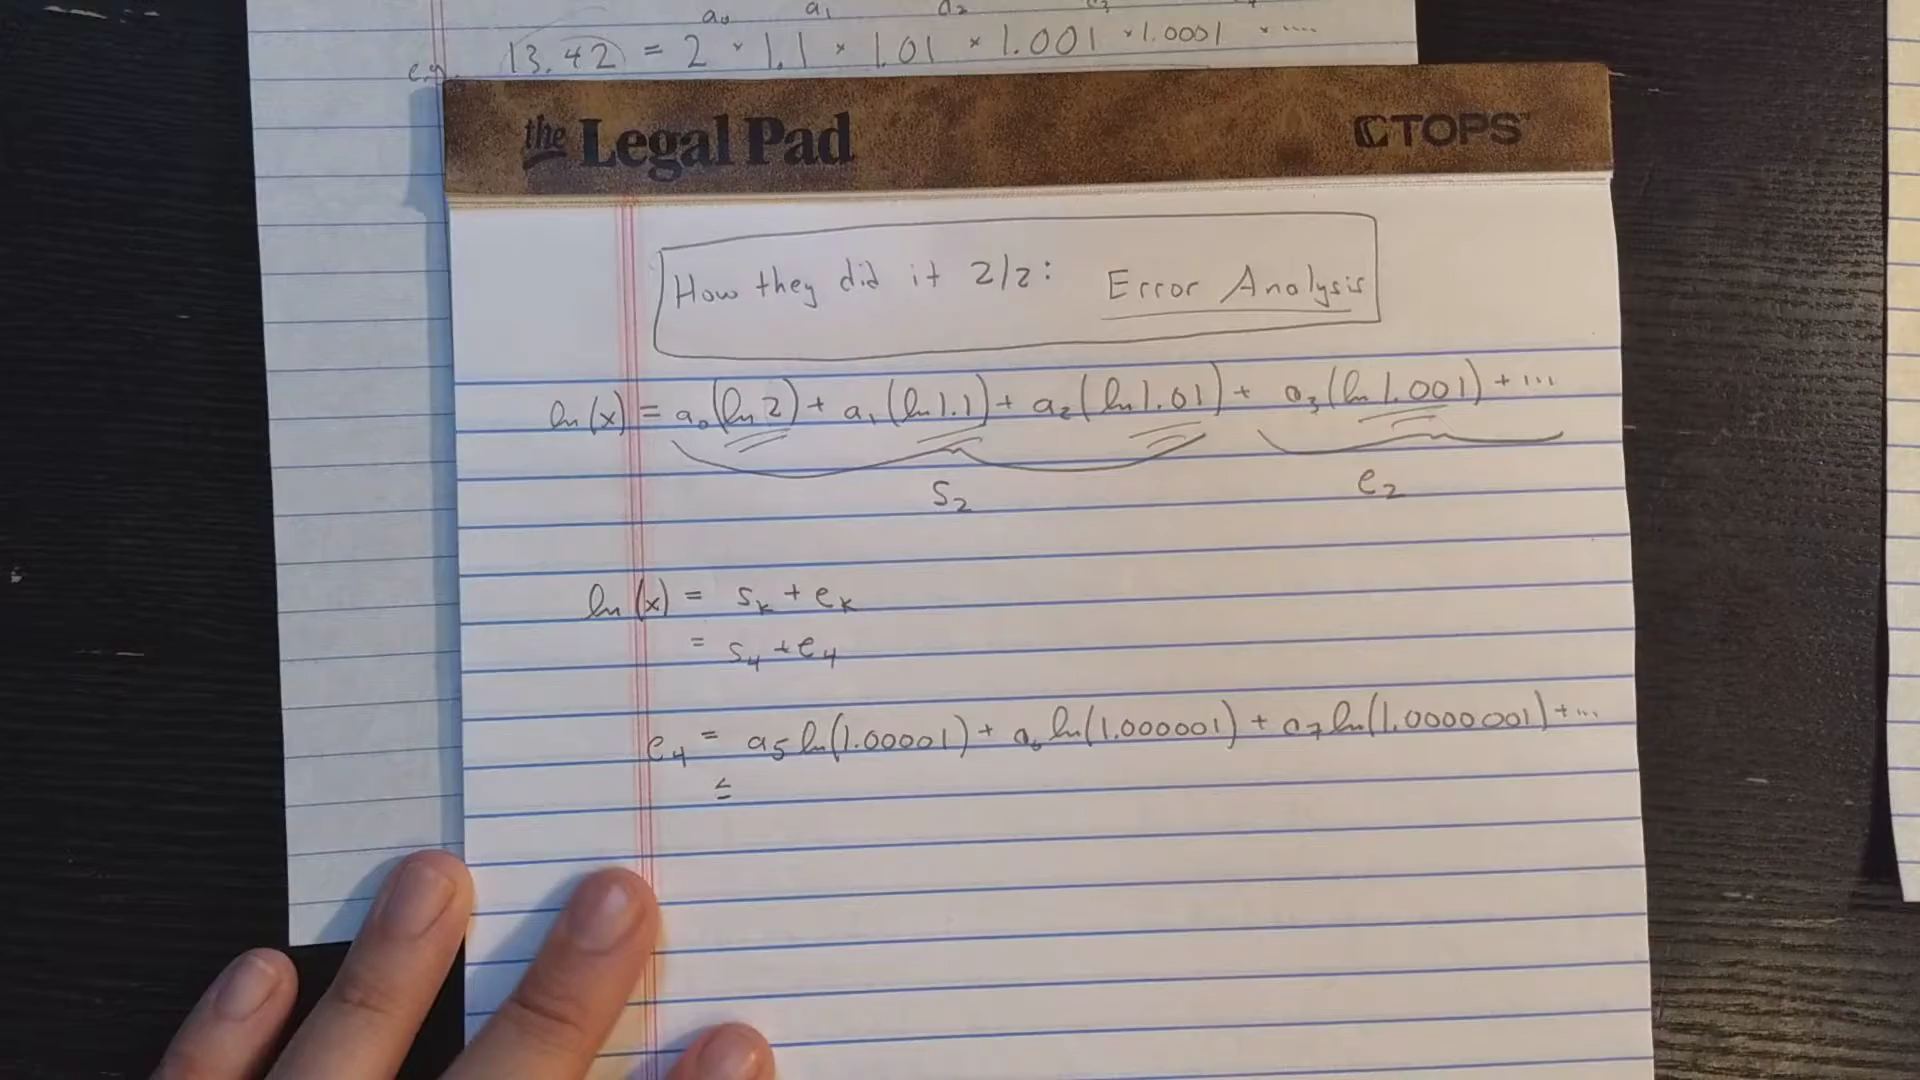 a₀ a₁ a₂
e.g. 13.42 = 2 × 1.1 × 1.01 × 1.001 × 1.0001 × ....
the Legal Pad
TOPS
How they did it 2/2: Error Analysis
ln(x) = a₀(ln 2) + a₁(ln 1.1) + a₂(ln 1.01) + a₃(ln 1.001) + ...
s₂ e₂
ln(x) = sₖ + eₖ
= s₄ + e₄
e₄ = a₅ ln(1.00001) + a₆ ln(1.000001) + a₇ ln(1.0000001) + ...
≤